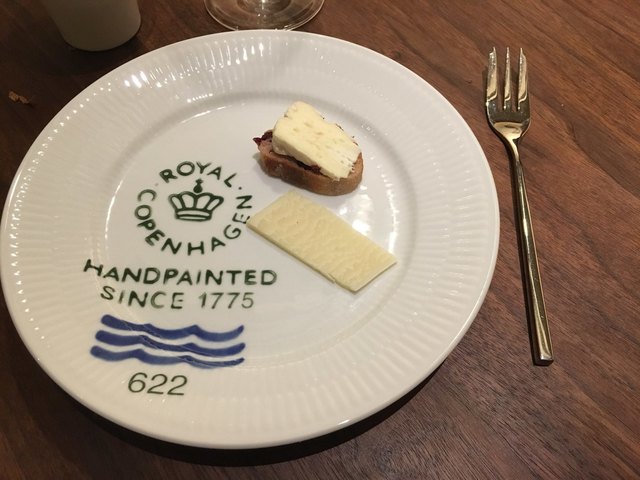 ROYAL
COPENHAGEN
HANDPAINTED
SINCE 1775
622